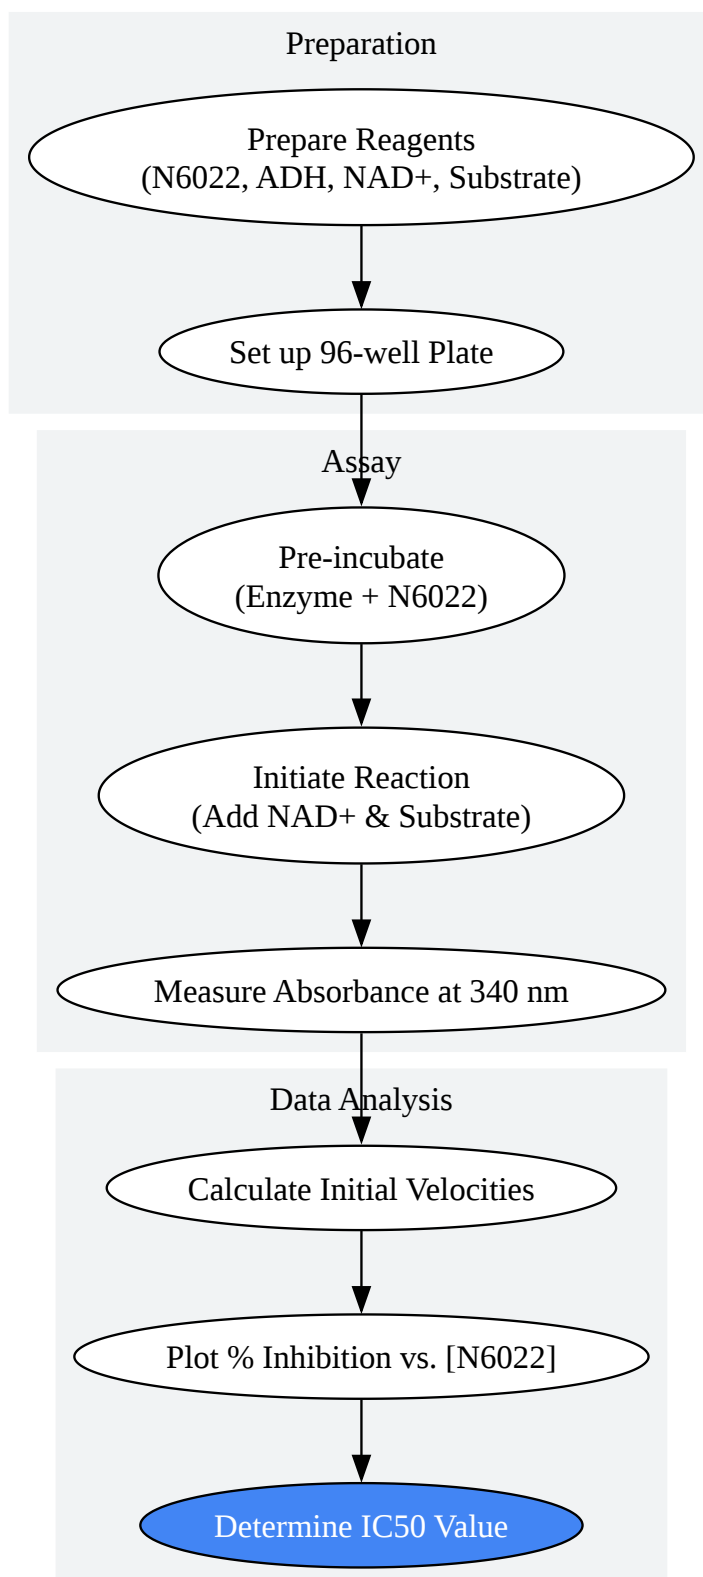 Preparation
Prepare Reagents
(N6022, ADH, NAD+, Substrate)
Set up 96-well Plate
Assay
Pre-incubate
(Enzyme + N6022)
Initiate Reaction
(Add NAD+ & Substrate)
Measure Absorbance at 340 nm
Data Analysis
Calculate Initial Velocities
Plot % Inhibition vs. [N6022]
Determine IC50 Value